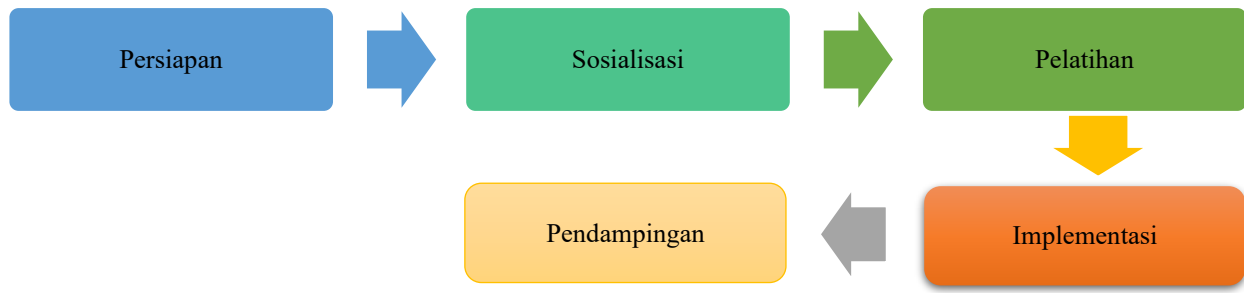 Persiapan
Sosialisasi
Pelatihan
Implementasi
Pendampingan